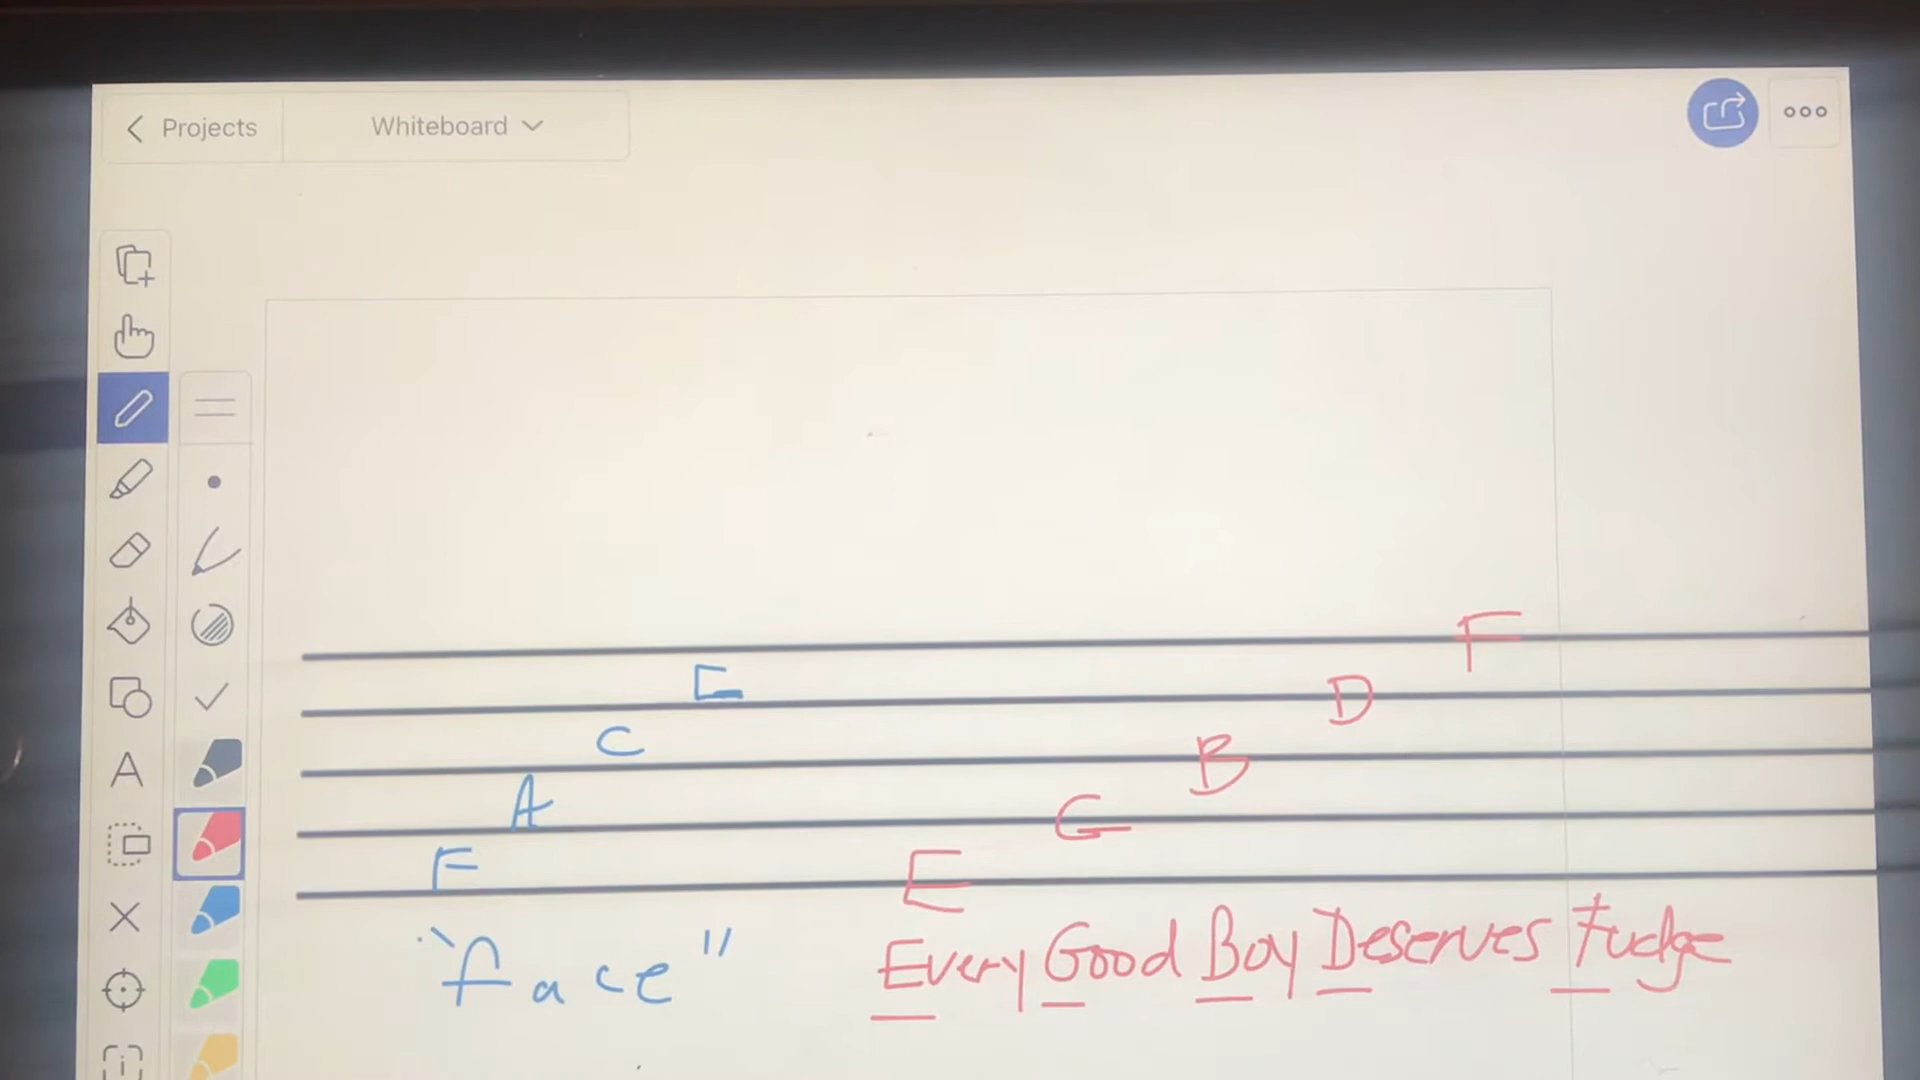 Projects
Whiteboard
F
E
D
C
B
A
G
F
E
"face"
Every Good Boy Deserves Fudge
A